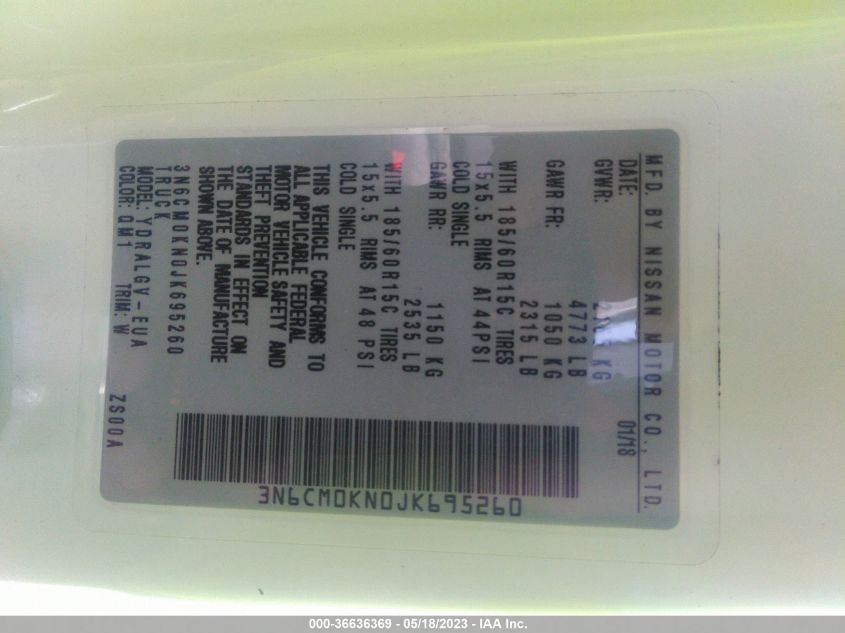 MFD. BY NISSAN MOTOR CO., LTD.
DATE: 01/18
GVWR: KG
4773 LB
GAWR FR: 1050 KG
2315 LB
WITH 185/60R15C TIRES
15x5.5 RIMS AT 44PSI
COLD SINGLE
GAWR RR: 1150 KG
2535 LB
WITH 185/60R15C TIRES
15x5.5 RIMS AT 48 PSI
COLD SINGLE
THIS VEHICLE CONFORMS TO
ALL APPLICABLE FEDERAL
MOTOR VEHICLE SAFETY AND
THEFT PREVENTION
STANDARDS IN EFFECT ON
THE DATE OF MANUFACTURE
SHOWN ABOVE.
3N6CM0KN0JK695260
TRUCK
MODEL: YDRALGV-EUA
COLOR: QM1 TRIM: W ZS00A
3N6CM0KN0JK695260
000-36636369 - 05/18/2023 - IAA Inc.